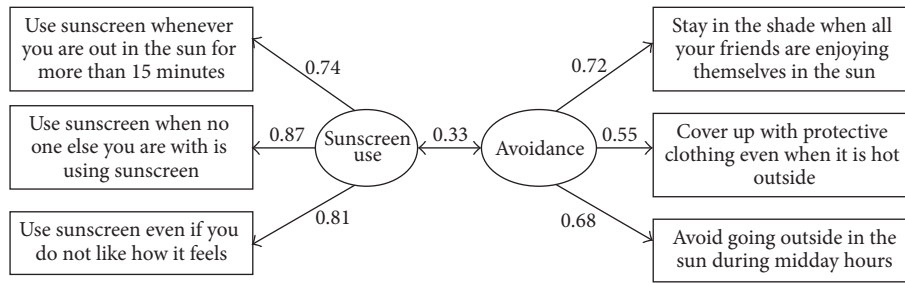 Use sunscreen whenever
you are out in the sun for
more than 15 minutes
Use sunscreen when no
one else you are with is
using sunscreen
Use sunscreen even if you
do not like how it feels
0.74
0.87
0.81
Sunscreen
use
0.33
Avoidance
0.72
0.55
0.68
Stay in the shade when all
your friends are enjoying
themselves in the sun
Cover up with protective
clothing even when it is hot
outside
Avoid going outside in the
sun during midday hours